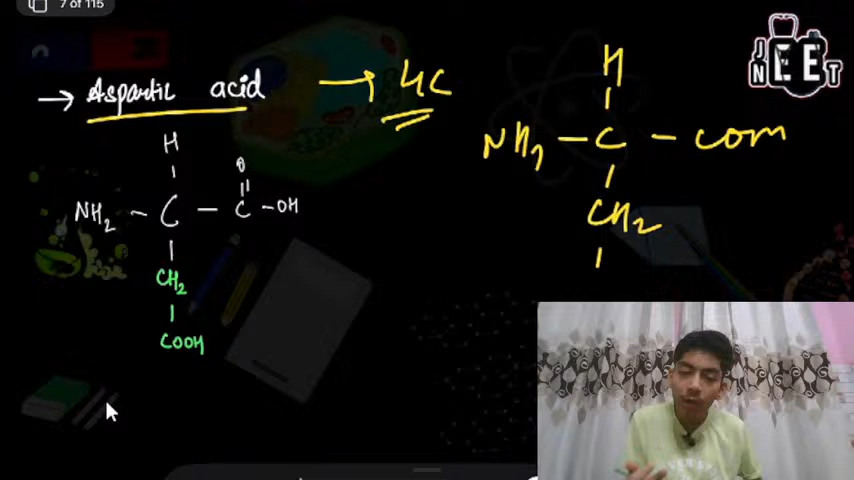 7 of 115
J NEET
→ Aspartic acid → 4C
H
O
NH2 - C - C - OH
CH2
COOH
H
NH2 - C - COOH
CH2